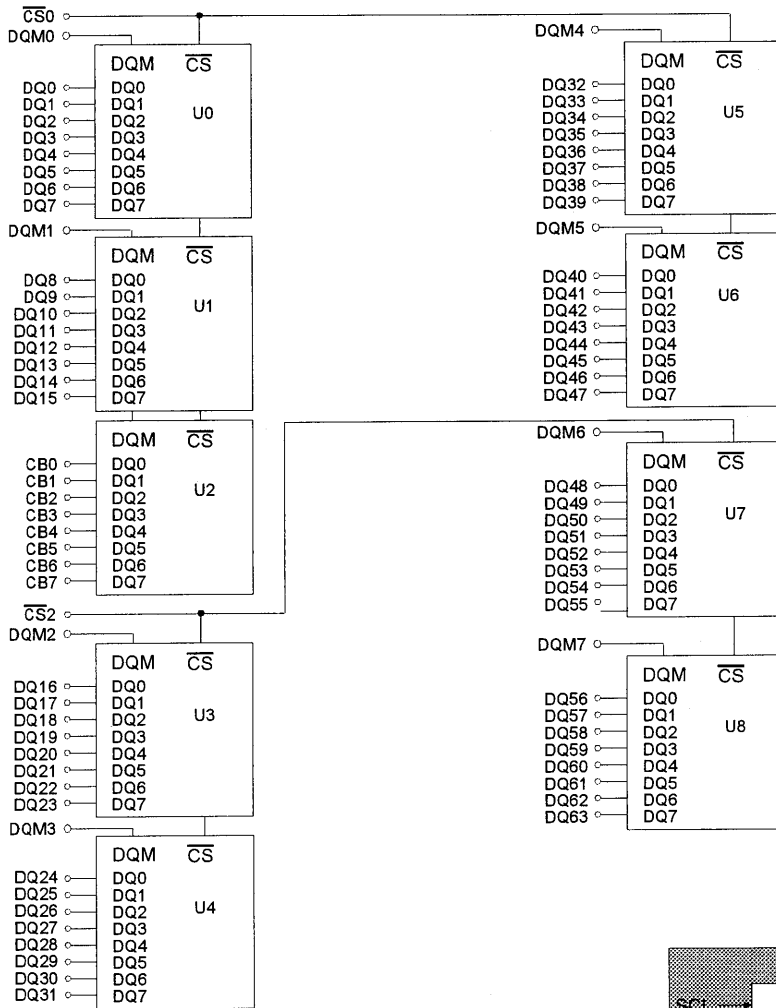 CS0
DQM0
DQM CS
DQ0 DQ0
DQ1 DQ1
DQ2 DQ2
DQ3 DQ3
DQ4 DQ4
DQ5 DQ5
DQ6 DQ6
DQ7 DQ7
U0
DQM1
DQM CS
DQ8 DQ0
DQ9 DQ1
DQ10 DQ2
DQ11 DQ3
DQ12 DQ4
DQ13 DQ5
DQ14 DQ6
DQ15 DQ7
U1
DQM CS
CB0 DQ0
CB1 DQ1
CB2 DQ2
CB3 DQ3
CB4 DQ4
CB5 DQ5
CB6 DQ6
CB7 DQ7
U2
CS2
DQM2
DQM CS
DQ16 DQ0
DQ17 DQ1
DQ18 DQ2
DQ19 DQ3
DQ20 DQ4
DQ21 DQ5
DQ22 DQ6
DQ23 DQ7
U3
DQM3
DQM CS
DQ24 DQ0
DQ25 DQ1
DQ26 DQ2
DQ27 DQ3
DQ28 DQ4
DQ29 DQ5
DQ30 DQ6
DQ31 DQ7
U4
DQM4
DQM CS
DQ32 DQ0
DQ33 DQ1
DQ34 DQ2
DQ35 DQ3
DQ36 DQ4
DQ37 DQ5
DQ38 DQ6
DQ39 DQ7
U5
DQM5
DQM CS
DQ40 DQ0
DQ41 DQ1
DQ42 DQ2
DQ43 DQ3
DQ44 DQ4
DQ45 DQ5
DQ46 DQ6
DQ47 DQ7
U6
DQM6
DQM CS
DQ48 DQ0
DQ49 DQ1
DQ50 DQ2
DQ51 DQ3
DQ52 DQ4
DQ53 DQ5
DQ54 DQ6
DQ55 DQ7
U7
DQM7
DQM CS
DQ56 DQ0
DQ57 DQ1
DQ58 DQ2
DQ59 DQ3
DQ60 DQ4
DQ61 DQ5
DQ62 DQ6
DQ63 DQ7
U8